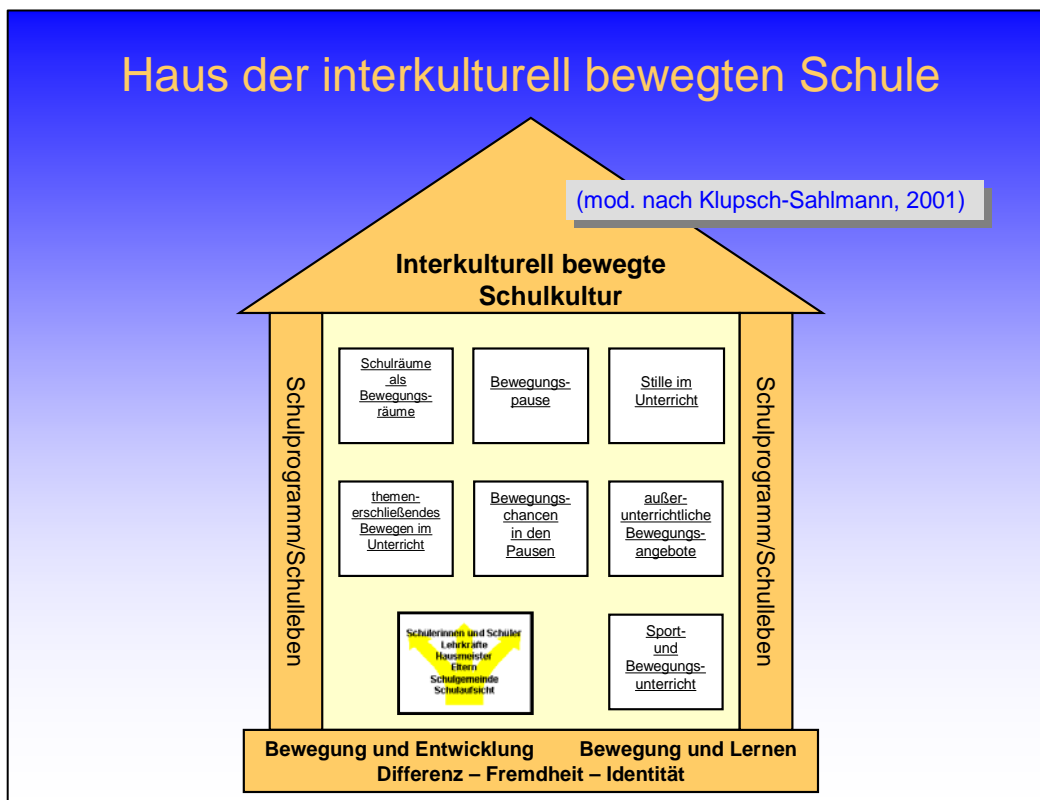 Haus der interkulturell bewegten Schule
(mod. nach Klupsch-Sahlmann, 2001)
Interkulturell bewegte
Schulkultur
Schulprogramm/Schulleben
Schulräume
als
Bewegungs-
räume
Bewegungs-
pause
Stille im
Unterricht
themen-
erschließendes
Bewegen im
Unterricht
Bewegungs-
chancen
in den
Pausen
außer-
unterrichtliche
Bewegungs-
angebote
Schülerinnen und Schüler
Lehrkräfte
Hausmeister
Eltern
Schulgemeinde
Schulaufsicht
Sport-
und
Bewegungs-
unterricht
Schulprogramm/Schulleben
Bewegung und Entwicklung Bewegung und Lernen
Differenz – Fremdheit – Identität